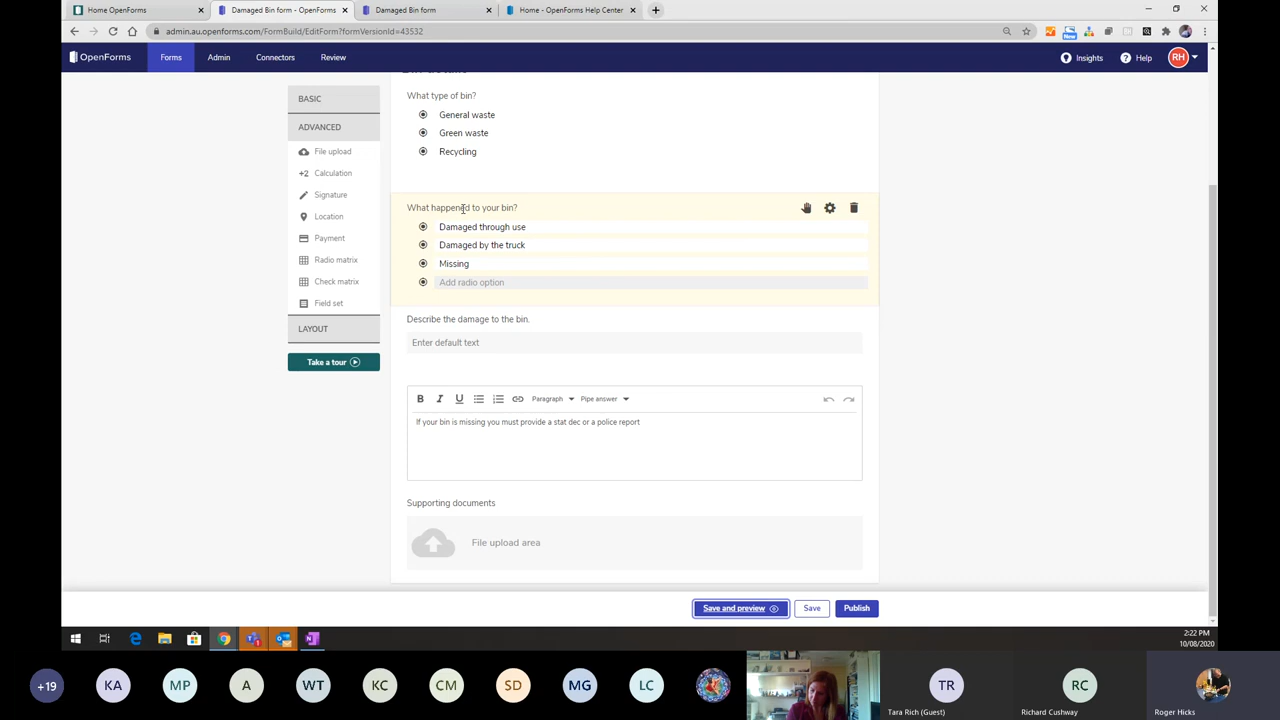 Home OpenForms
Damaged Bin form - OpenForms
Damaged Bin form
Home - OpenForms Help Center
admin.au.openforms.com/FormBuild/EditForm?formVersionId=43532
New
OpenForms
Forms
Admin
Connectors
Review
Insights
Help
RH
BASIC
ADVANCED
File upload
+2 Calculation
Signature
Location
Payment
Radio matrix
Check matrix
Field set
LAYOUT
Take a tour
What type of bin?
General waste
Green waste
Recycling
What happened to your bin?
Damaged through use
Damaged by the truck
Missing
Add radio option
Describe the damage to the bin.
Enter default text
B I U Paragraph Pipe answer
If your bin is missing you must provide a stat dec or a police report
Supporting documents
File upload area
Save and preview
Save
Publish
2:22 PM
10/08/2020
+19
KA
MP
A
WT
KC
CM
SD
MG
LC
TR
Tara Rich (Guest)
RC
Richard Cushway
Roger Hicks